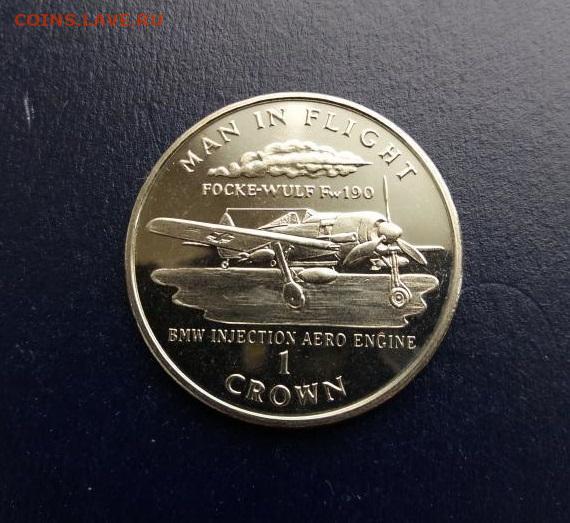 COINS.LAVE.RU
MAN IN FLIGHT
FOCKE-WULF Fw190
BMW INJECTION AERO ENGINE
1
CROWN